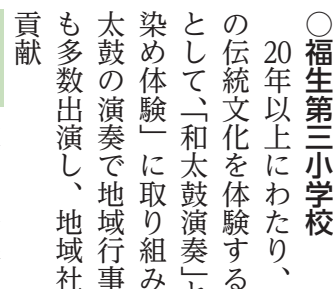 ○福生第三小学校
20年以上にわたり、
の伝統文化を体験する
として、「和太鼓演奏」と
染め体験」に取り組み
太鼓の演奏で地域行事
も多数出演し、地域社
貢献